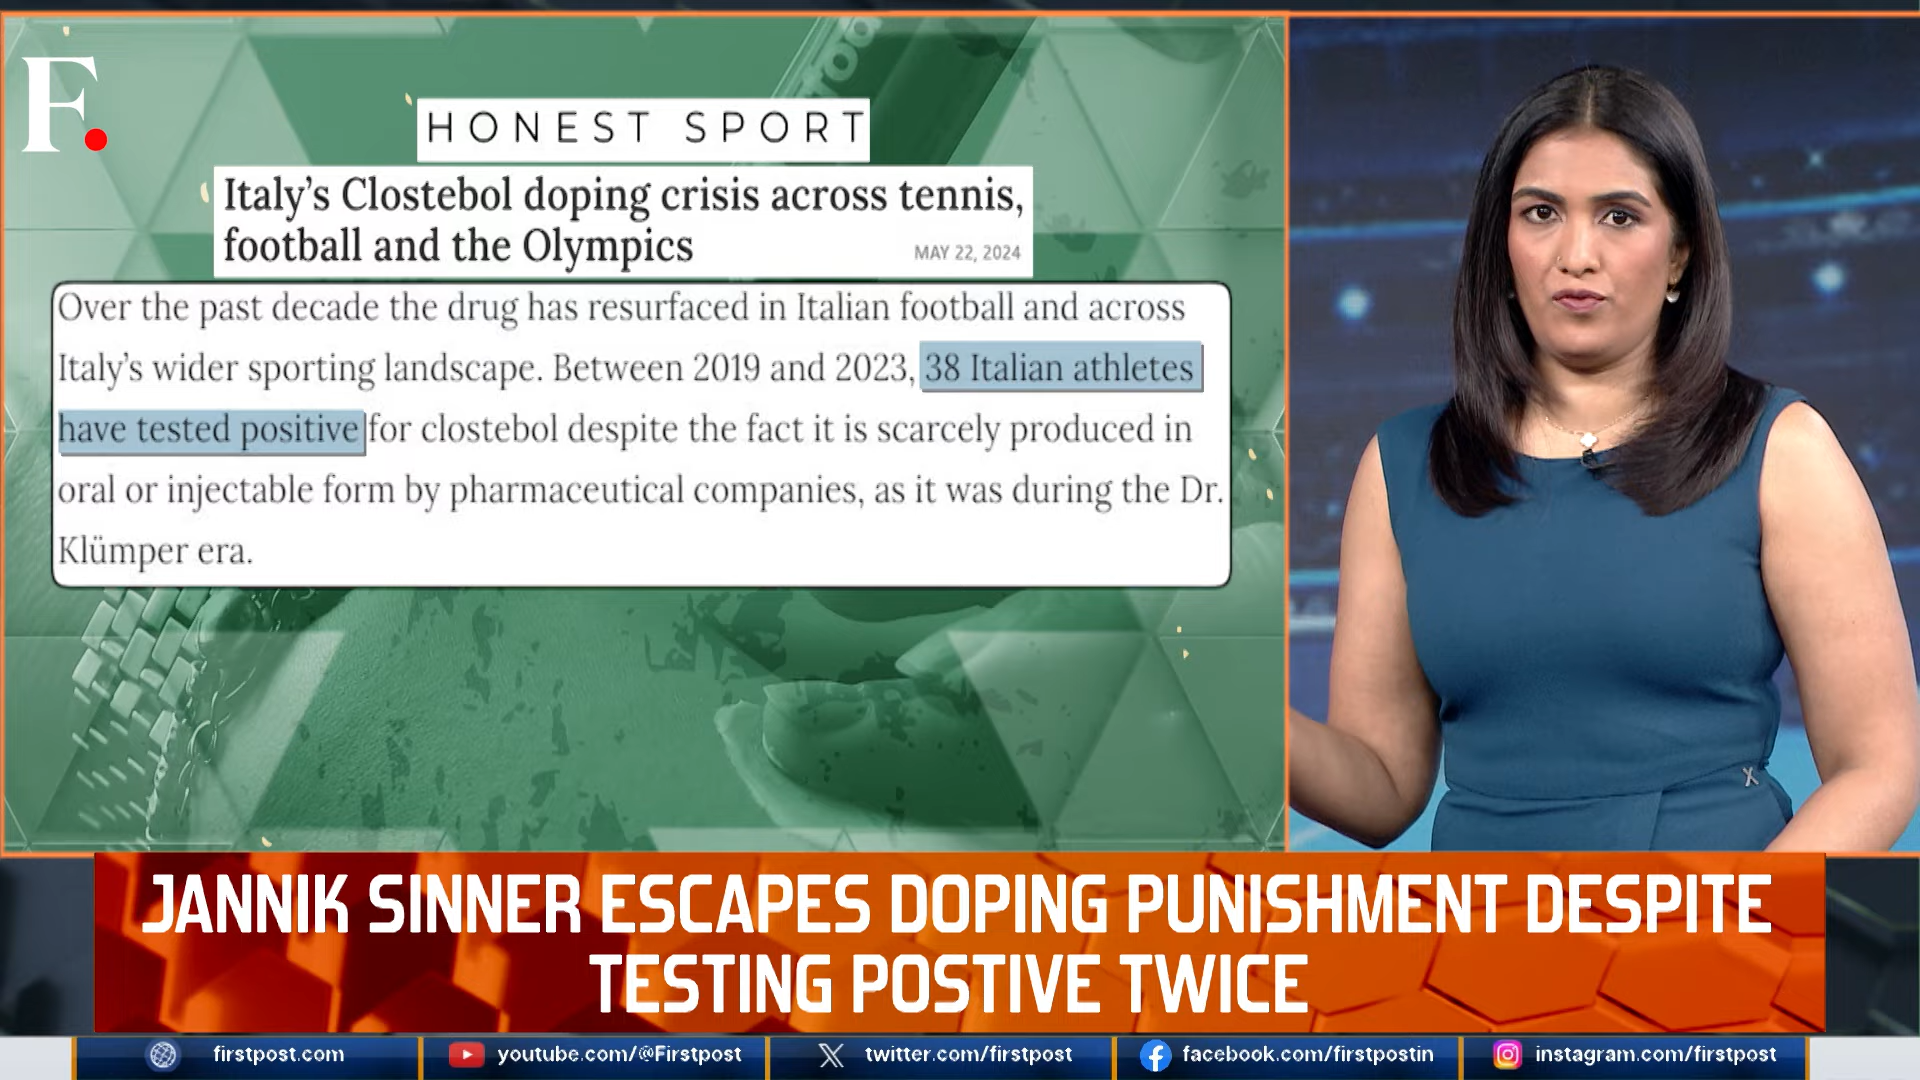 F.
too
HONEST SPORT
Italy's Clostebol doping crisis across tennis,
football and the Olympics
MAY 22, 2024
Over the past decade the drug has resurfaced in Italian football and across
Italy's wider sporting landscape. Between 2019 and 2023, 38 Italian athletes
have tested positive for clostebol despite the fact it is scarcely produced in
oral or injectable form by pharmaceutical companies, as it was during the Dr.
Klümper era.
JANNIK SINNER ESCAPES DOPING PUNISHMENT DESPITE
TESTING POSTIVE TWICE
firstpost.com
youtube.com/@Firstpost
twitter.com/firstpost
facebook.com/firstpostin
instagram.com/firstpost